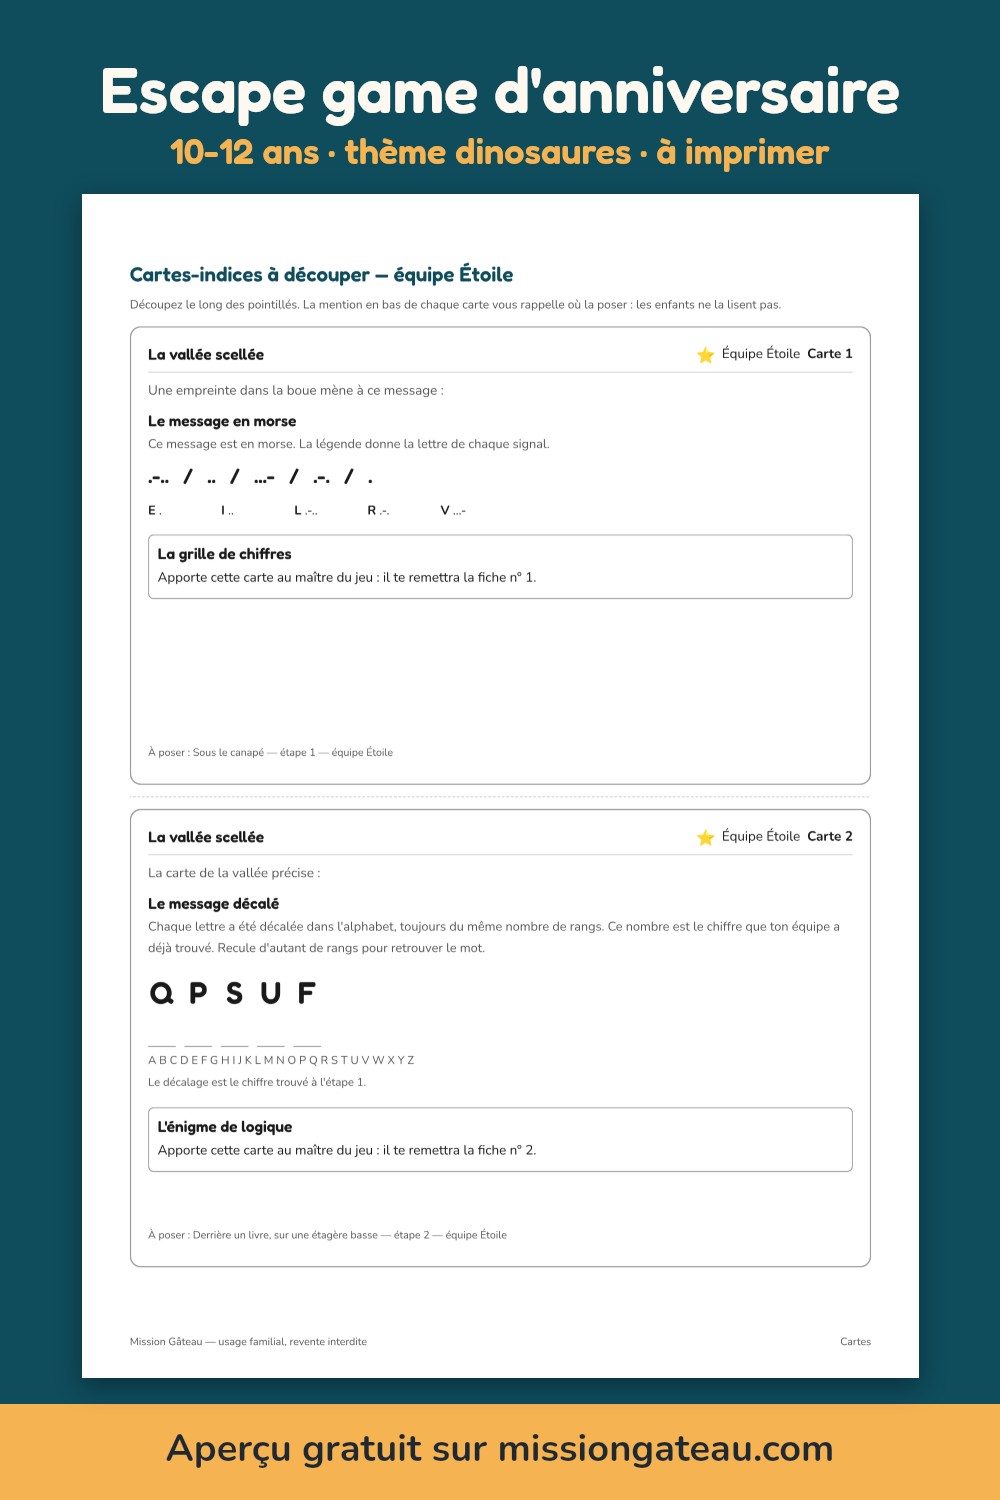 Escape game d'anniversaire
10-12 ans · thème dinosaures · à imprimer
Cartes-indices à découper — équipe Étoile
Découpez le long des pointillés. La mention en bas de chaque carte vous rappelle où la poser : les enfants ne la lisent pas.
La vallée scellée
⭐ Équipe Étoile Carte 1
Une empreinte dans la boue mène à ce message :
Le message en morse
Ce message est en morse. La légende donne la lettre de chaque signal.
.-.. / .. / ...- / .-. / .
E . I .. L .-.. R .-. V ...-
La grille de chiffres
Apporte cette carte au maître du jeu : il te remettra la fiche n° 1.
À poser : Sous le canapé — étape 1 — équipe Étoile
La vallée scellée
⭐ Équipe Étoile Carte 2
La carte de la vallée précise :
Le message décalé
Chaque lettre a été décalée dans l'alphabet, toujours du même nombre de rangs. Ce nombre est le chiffre que ton équipe a
déjà trouvé. Recule d'autant de rangs pour retrouver le mot.
Q P S U F
A B C D E F G H I J K L M N O P Q R S T U V W X Y Z
Le décalage est le chiffre trouvé à l'étape 1.
L'énigme de logique
Apporte cette carte au maître du jeu : il te remettra la fiche n° 2.
À poser : Derrière un livre, sur une étagère basse — étape 2 — équipe Étoile
Mission Gâteau — usage familial, revente interdite
Cartes
Aperçu gratuit sur missiongateau.com